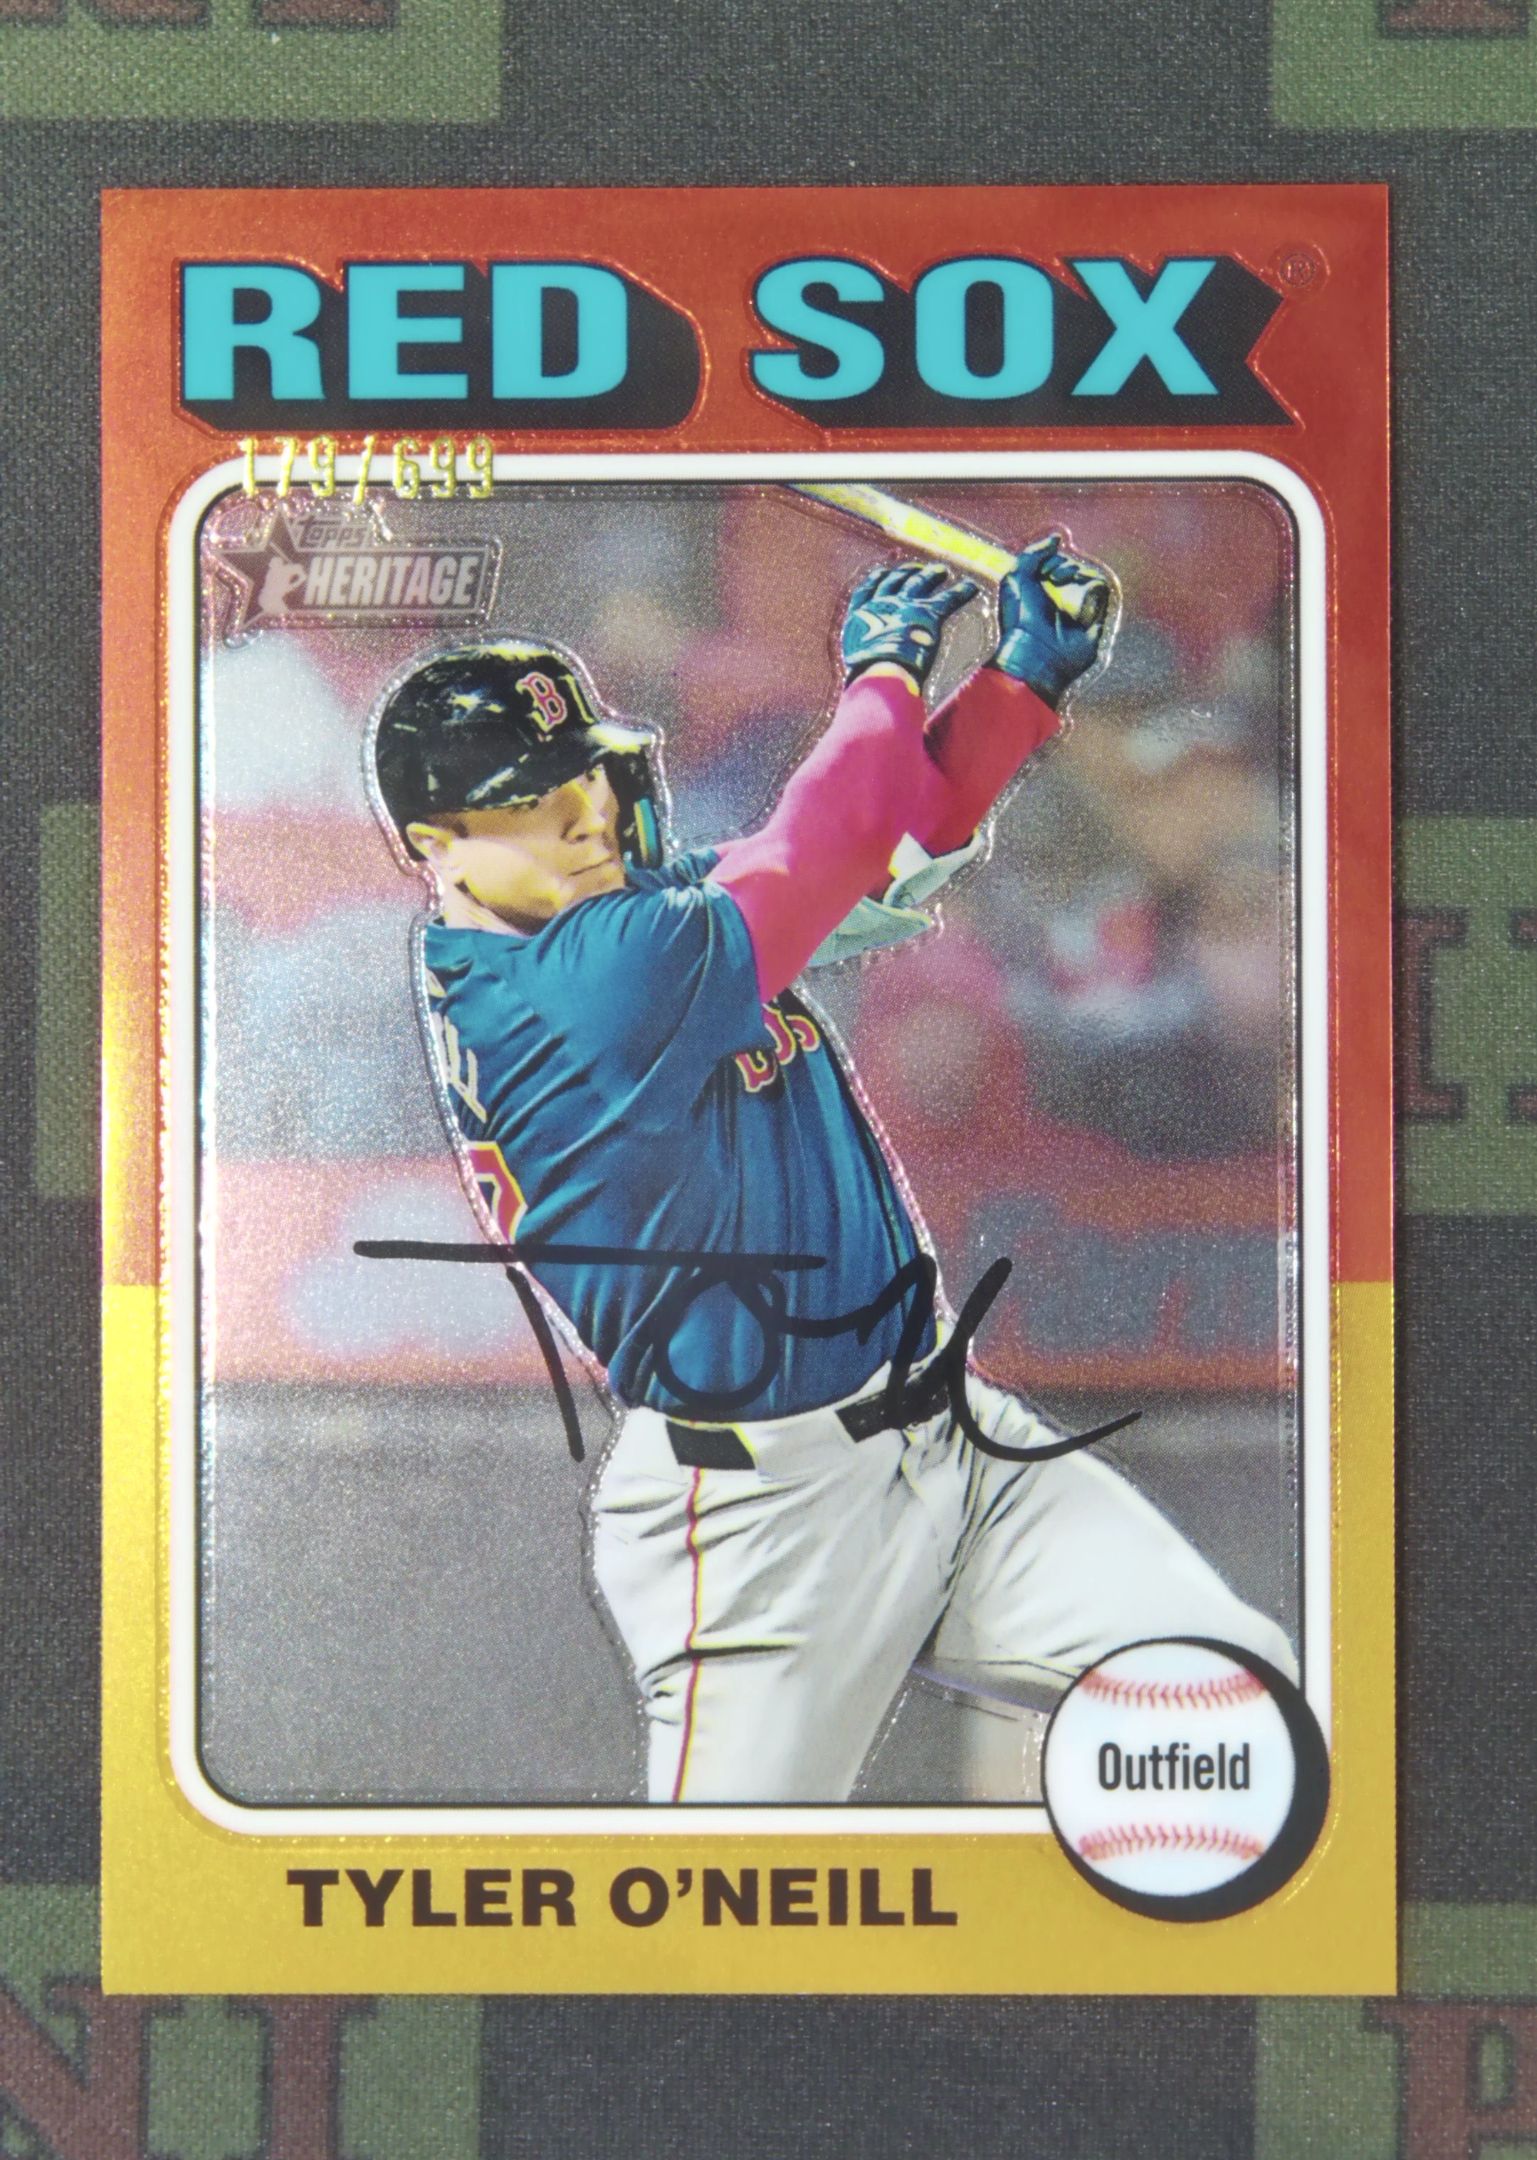 RED SOX®
179/699
Topps
HERITAGE
B
Outfield
TYLER O'NEILL